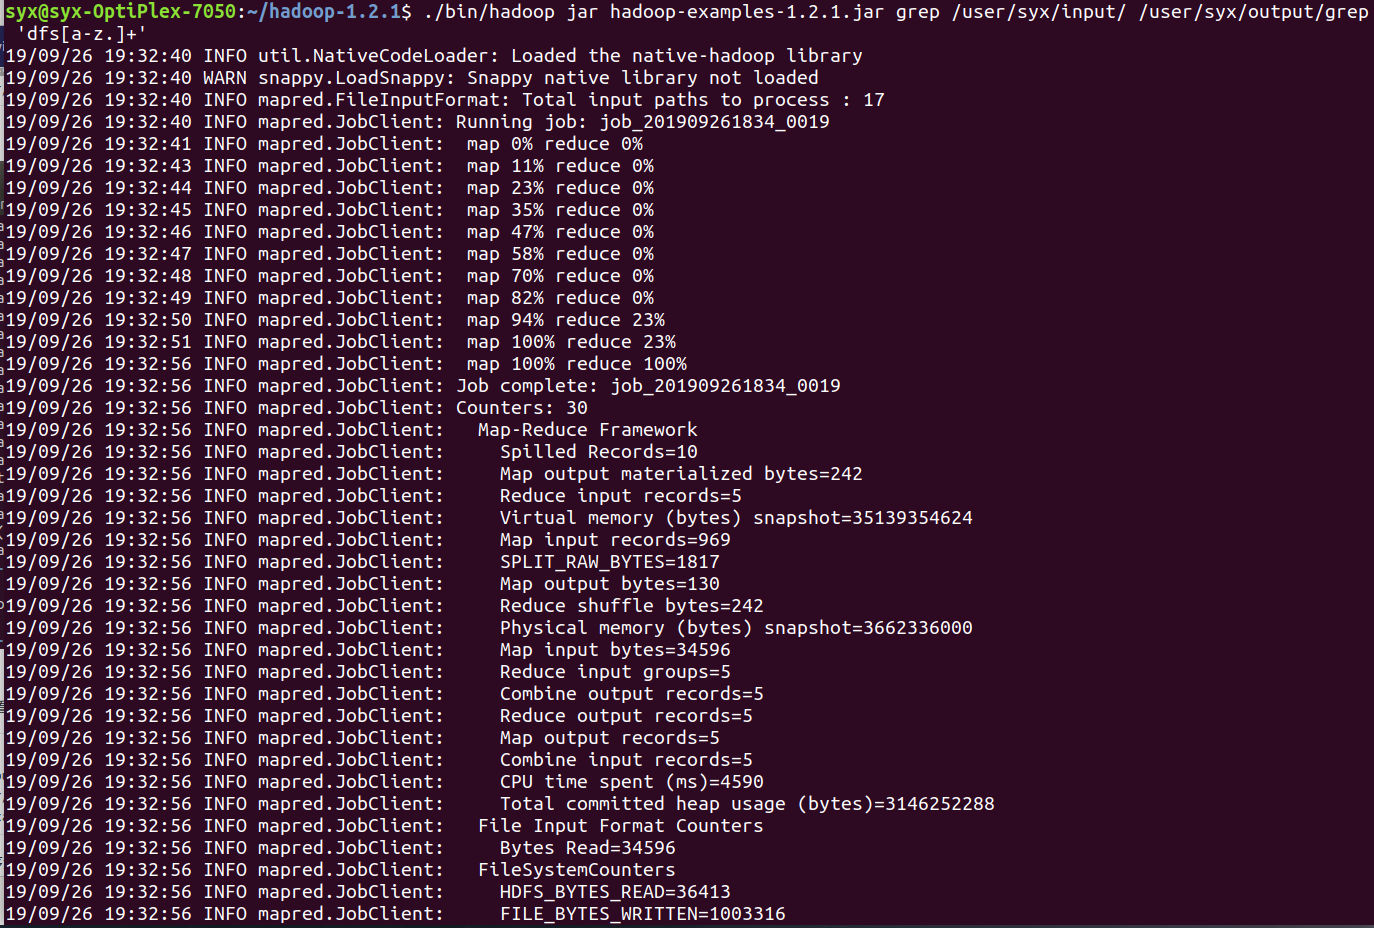 syx@syx-OptiPlex-7050:~/hadoop-1.2.1$ ./bin/hadoop jar hadoop-examples-1.2.1.jar grep /user/syx/input/ /user/syx/output/grep
 'dfs[a-z.]+'
19/09/26 19:32:40 INFO util.NativeCodeLoader: Loaded the native-hadoop library
19/09/26 19:32:40 WARN snappy.LoadSnappy: Snappy native library not loaded
19/09/26 19:32:40 INFO mapred.FileInputFormat: Total input paths to process : 17
19/09/26 19:32:40 INFO mapred.JobClient: Running job: job_201909261834_0019
19/09/26 19:32:41 INFO mapred.JobClient:  map 0% reduce 0%
19/09/26 19:32:43 INFO mapred.JobClient:  map 11% reduce 0%
19/09/26 19:32:44 INFO mapred.JobClient:  map 23% reduce 0%
19/09/26 19:32:45 INFO mapred.JobClient:  map 35% reduce 0%
19/09/26 19:32:46 INFO mapred.JobClient:  map 47% reduce 0%
19/09/26 19:32:47 INFO mapred.JobClient:  map 58% reduce 0%
19/09/26 19:32:48 INFO mapred.JobClient:  map 70% reduce 0%
19/09/26 19:32:49 INFO mapred.JobClient:  map 82% reduce 0%
19/09/26 19:32:50 INFO mapred.JobClient:  map 94% reduce 23%
19/09/26 19:32:51 INFO mapred.JobClient:  map 100% reduce 23%
19/09/26 19:32:56 INFO mapred.JobClient:  map 100% reduce 100%
19/09/26 19:32:56 INFO mapred.JobClient: Job complete: job_201909261834_0019
19/09/26 19:32:56 INFO mapred.JobClient: Counters: 30
19/09/26 19:32:56 INFO mapred.JobClient:   Map-Reduce Framework
19/09/26 19:32:56 INFO mapred.JobClient:     Spilled Records=10
19/09/26 19:32:56 INFO mapred.JobClient:     Map output materialized bytes=242
19/09/26 19:32:56 INFO mapred.JobClient:     Reduce input records=5
19/09/26 19:32:56 INFO mapred.JobClient:     Virtual memory (bytes) snapshot=35139354624
19/09/26 19:32:56 INFO mapred.JobClient:     Map input records=969
19/09/26 19:32:56 INFO mapred.JobClient:     SPLIT_RAW_BYTES=1817
19/09/26 19:32:56 INFO mapred.JobClient:     Map output bytes=130
19/09/26 19:32:56 INFO mapred.JobClient:     Reduce shuffle bytes=242
19/09/26 19:32:56 INFO mapred.JobClient:     Physical memory (bytes) snapshot=3662336000
19/09/26 19:32:56 INFO mapred.JobClient:     Map input bytes=34596
19/09/26 19:32:56 INFO mapred.JobClient:     Reduce input groups=5
19/09/26 19:32:56 INFO mapred.JobClient:     Combine output records=5
19/09/26 19:32:56 INFO mapred.JobClient:     Reduce output records=5
19/09/26 19:32:56 INFO mapred.JobClient:     Map output records=5
19/09/26 19:32:56 INFO mapred.JobClient:     Combine input records=5
19/09/26 19:32:56 INFO mapred.JobClient:     CPU time spent (ms)=4590
19/09/26 19:32:56 INFO mapred.JobClient:     Total committed heap usage (bytes)=3146252288
19/09/26 19:32:56 INFO mapred.JobClient:   File Input Format Counters
19/09/26 19:32:56 INFO mapred.JobClient:     Bytes Read=34596
19/09/26 19:32:56 INFO mapred.JobClient:   FileSystemCounters
19/09/26 19:32:56 INFO mapred.JobClient:     HDFS_BYTES_READ=36413
19/09/26 19:32:56 INFO mapred.JobClient:     FILE_BYTES_WRITTEN=1003316